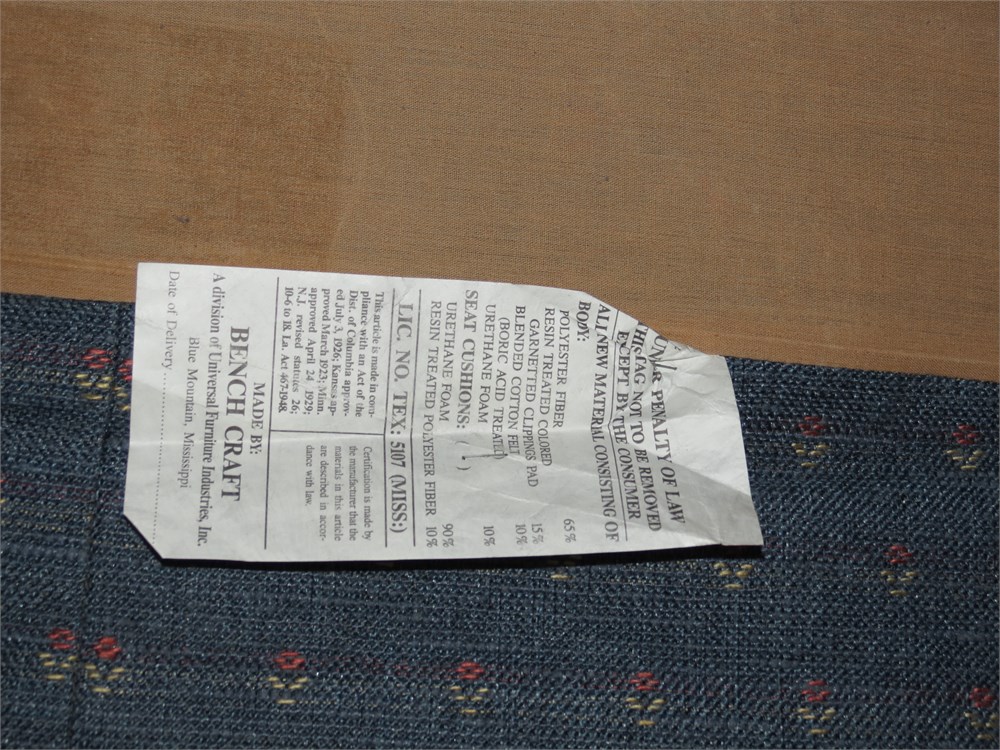 UNDER PENALTY OF LAW
THIS TAG NOT TO BE REMOVED
EXCEPT BY THE CONSUMER
ALL NEW MATERIAL CONSISTING OF
BODY:
POLYESTER FIBER 65%
RESIN TREATED COLORED
GARNETTED CLIPPINGS PAD 15%
BLENDED COTTON FELT 10%
(BORIC ACID TREATED)
URETHANE FOAM 10%
SEAT CUSHIONS: ( • )
URETHANE FOAM 90%
RESIN TREATED POLYESTER FIBER 10%
LIC. NO. TEX: 5107 (MISS:)
This article is made in com-
pliance with an Act of the
Dist. of Columbia approv-
ed July 3, 1926; Kansas ap-
proved March 1923; Minn.
approved April 24, 1929;
N.J. revised statutes 26;
10-6 to 18. La. Act 467-1948.
Certification is made by
the manufacturer that the
materials in this article
are described in accor-
dance with law.
MADE BY:
BENCH CRAFT
A division of Universal Furniture Industries, Inc.
Blue Mountain, Mississippi
Date of Delivery